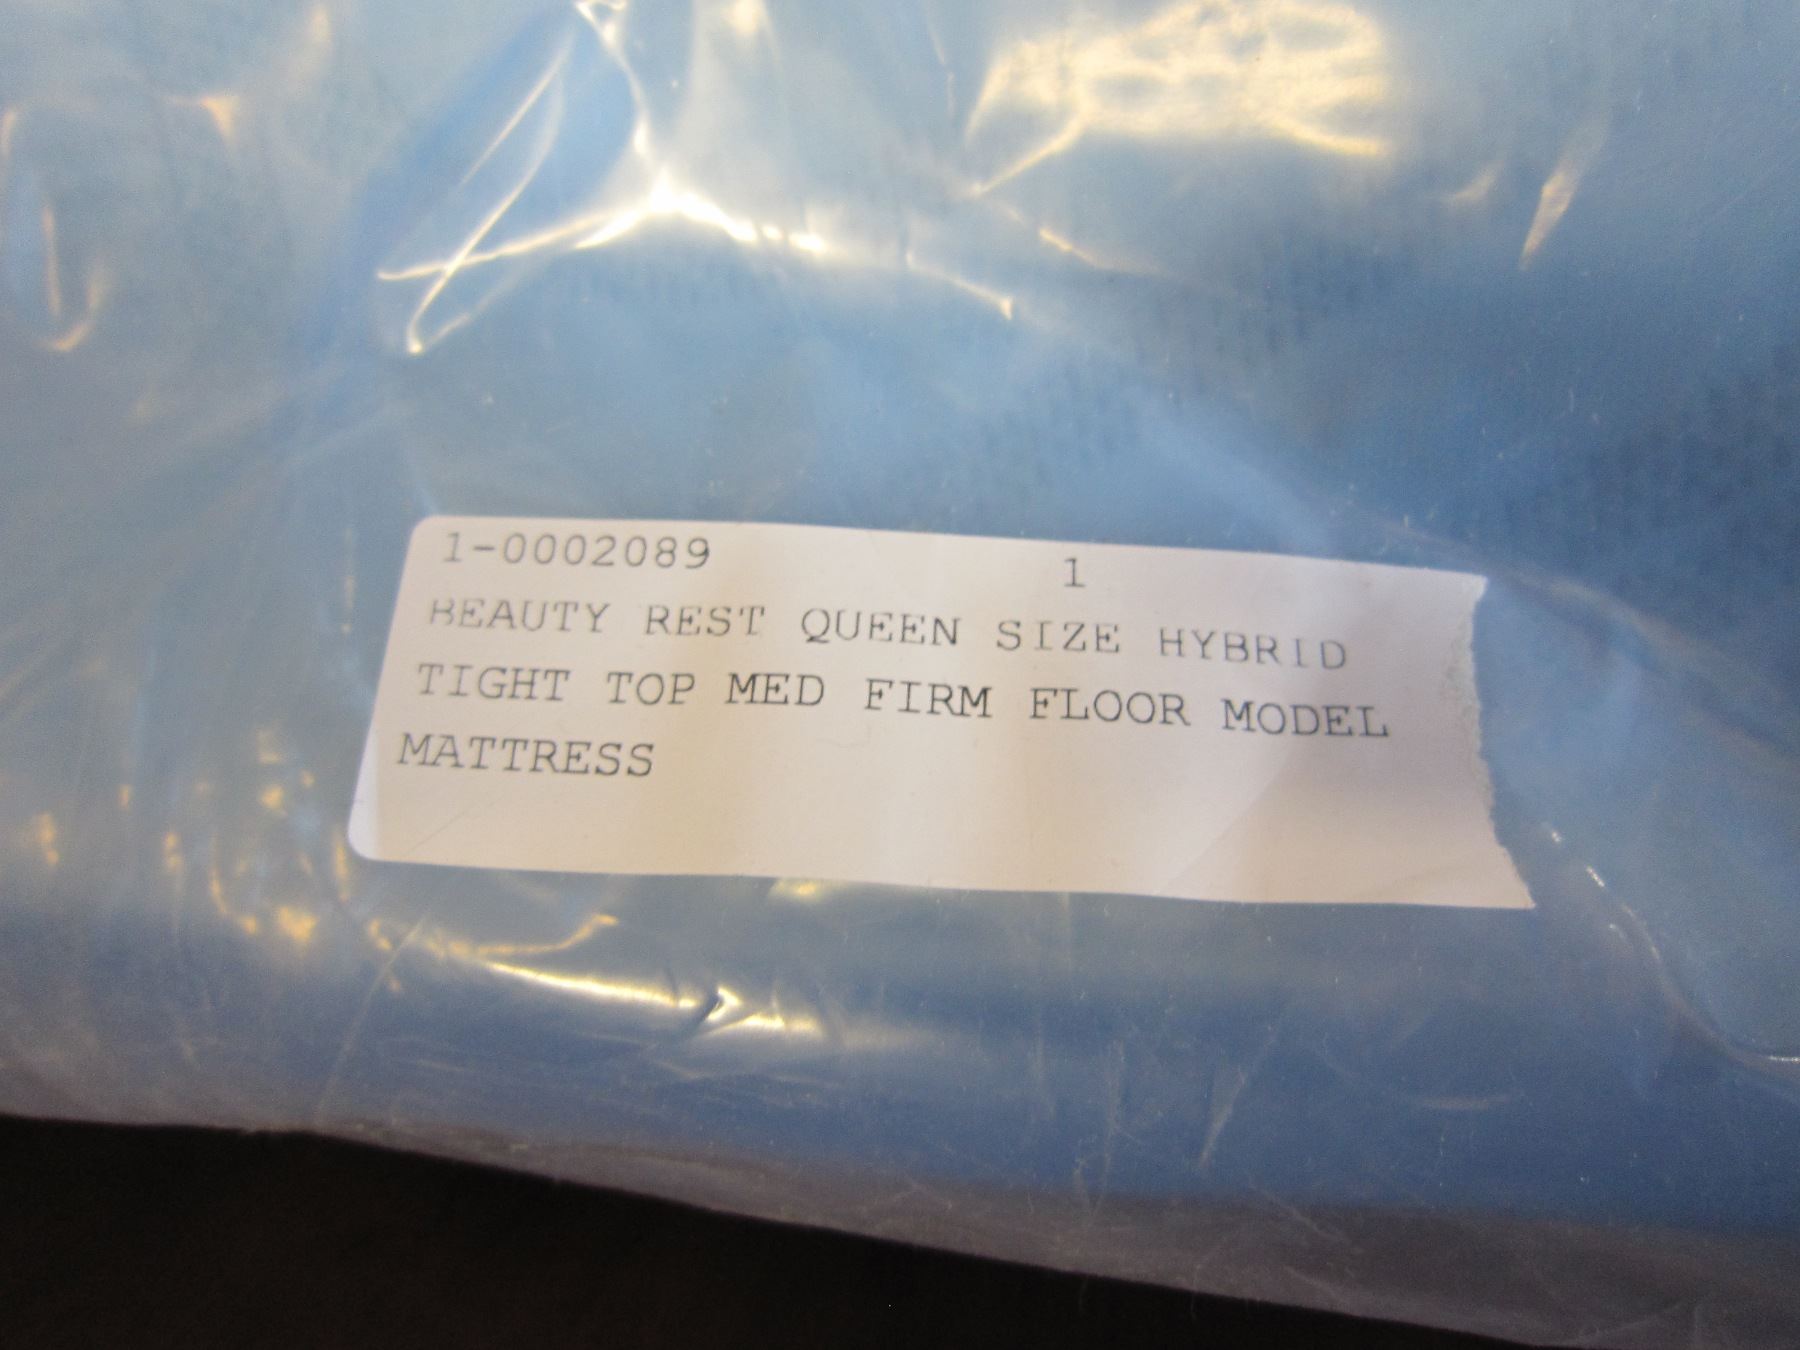 1-0002089 1
BEAUTY REST QUEEN SIZE HYBRID
TIGHT TOP MED FIRM FLOOR MODEL
MATTRESS